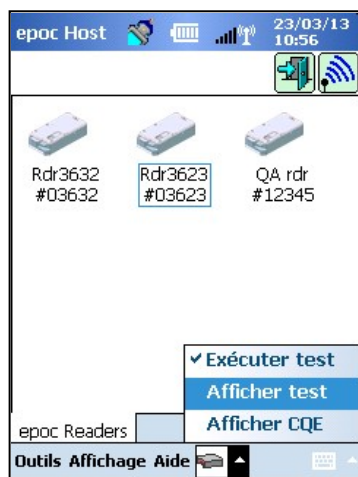 epoc Host
23/03/13
10:56
Rdr3632
#03632
Rdr3623
#03623
QA rdr
#12345
Exécuter test
Afficher test
Afficher CQE
epoc Readers
Outils Affichage Aide